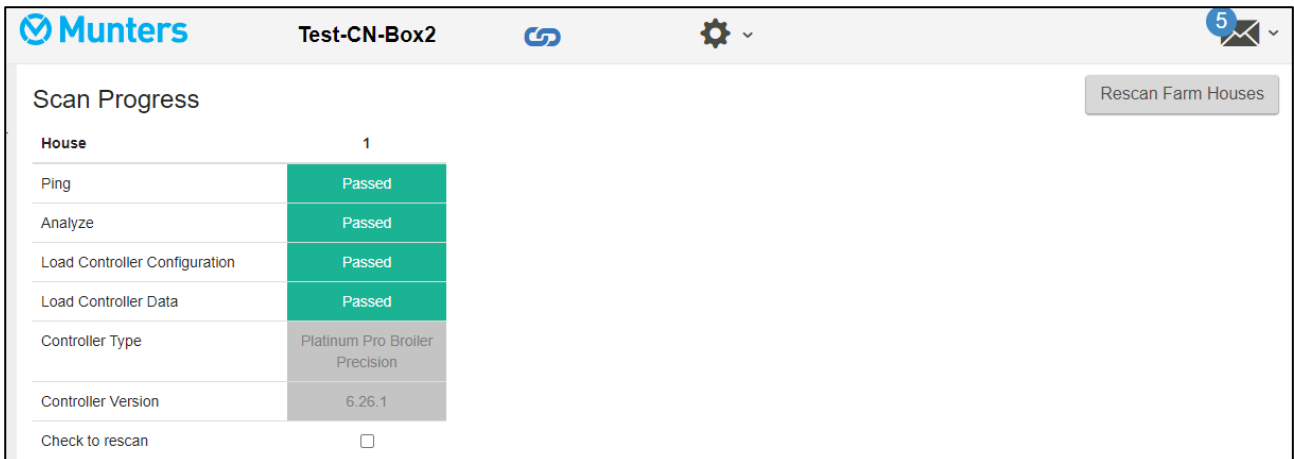 Munters Test-CN-Box2 5
Scan Progress Rescan Farm Houses
House 1
Ping Passed
Analyze Passed
Load Controller Configuration Passed
Load Controller Data Passed
Controller Type Platinum Pro Broiler
Precision
Controller Version 6.26.1
Check to rescan